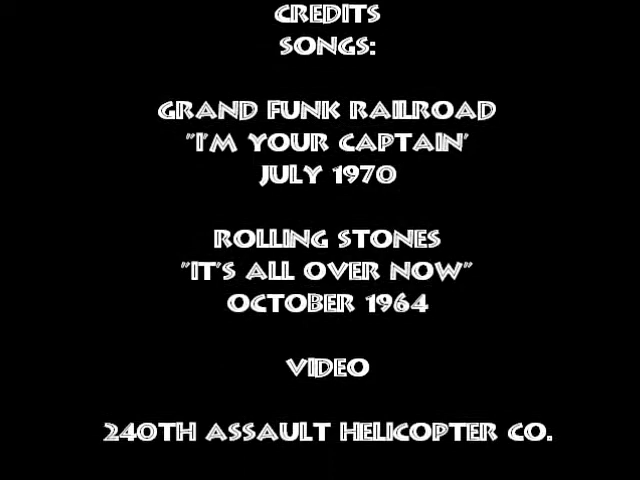 CREDITS
SONGS:
GRAND FUNK RAILROAD
"I'M YOUR CAPTAIN'
JULY 1970
ROLLING STONES
"IT'S ALL OVER NOW"
OCTOBER 1964
VIDEO
240TH ASSAULT HELICOPTER CO.